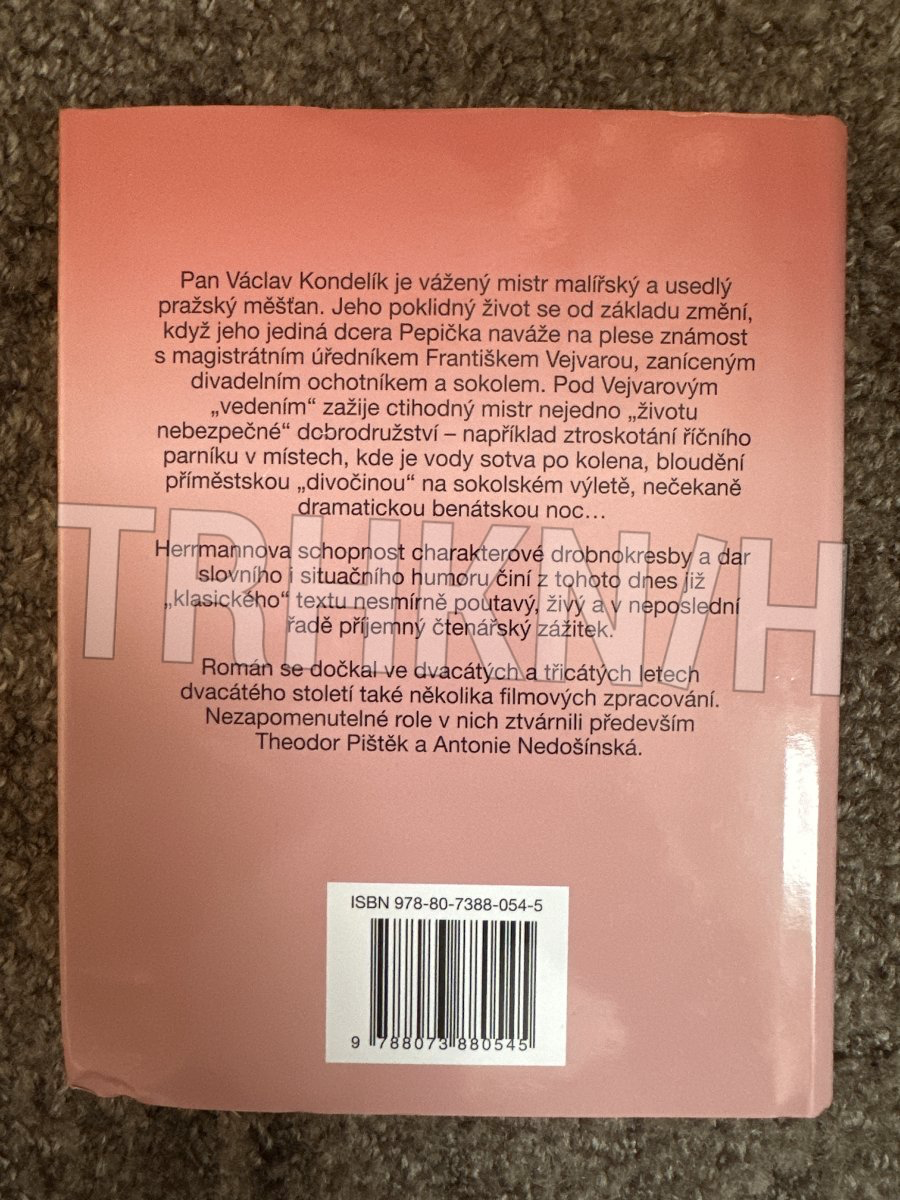 Pan Václav Kondelík je vážený mistr malířský a usedlý
pražský měšťan. Jeho poklidný život se od základu změní,
když jeho jediná dcera Pepička naváže na plese známost
s magistrátním úředníkem Františkem Vejvarou, zaníceným
divadelním ochotníkem a sokolem. Pod Vejvarovým
„vedením“ zažije ctihodný mistr nejedno „životu
nebezpečné“ dobrodružství – například ztroskotání říčního
parníku v místech, kde je vody sotva po kolena, bloudění
příměstskou „divočinou“ na sokolském výletě, nečekaně
dramatickou benátskou noc…
Herrmannova schopnost charakterové drobnokresby a dar
slovního i situačního humoru činí z tohoto dnes již
„klasického“ textu nesmírně poutavý, živý a v neposlední
řadě příjemný čtenářský zážitek.
Román se dočkal ve dvacátých a třicátých letech
dvacátého století také několika filmových zpracování.
Nezapomenutelné role v nich ztvárnili především
Theodor Pištěk a Antonie Nedošínská.
TRHKNIH
ISBN 978-80-7388-054-5
9 788073 880545